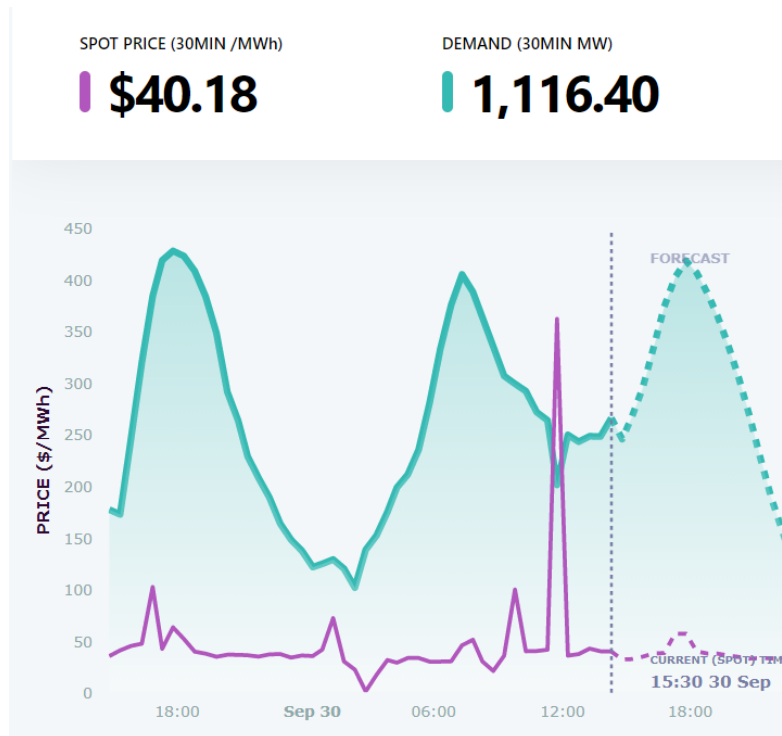 SPOT PRICE (30MIN /MWh)
$40.18
DEMAND (30MIN MW)
1,116.40
PRICE ($/MWh)
450
400
350
300
250
200
150
100
50
0
FORECAST
CURRENT (SPOT) TIM
15:30 30 Sep
18:00
Sep 30
06:00
12:00
18:00